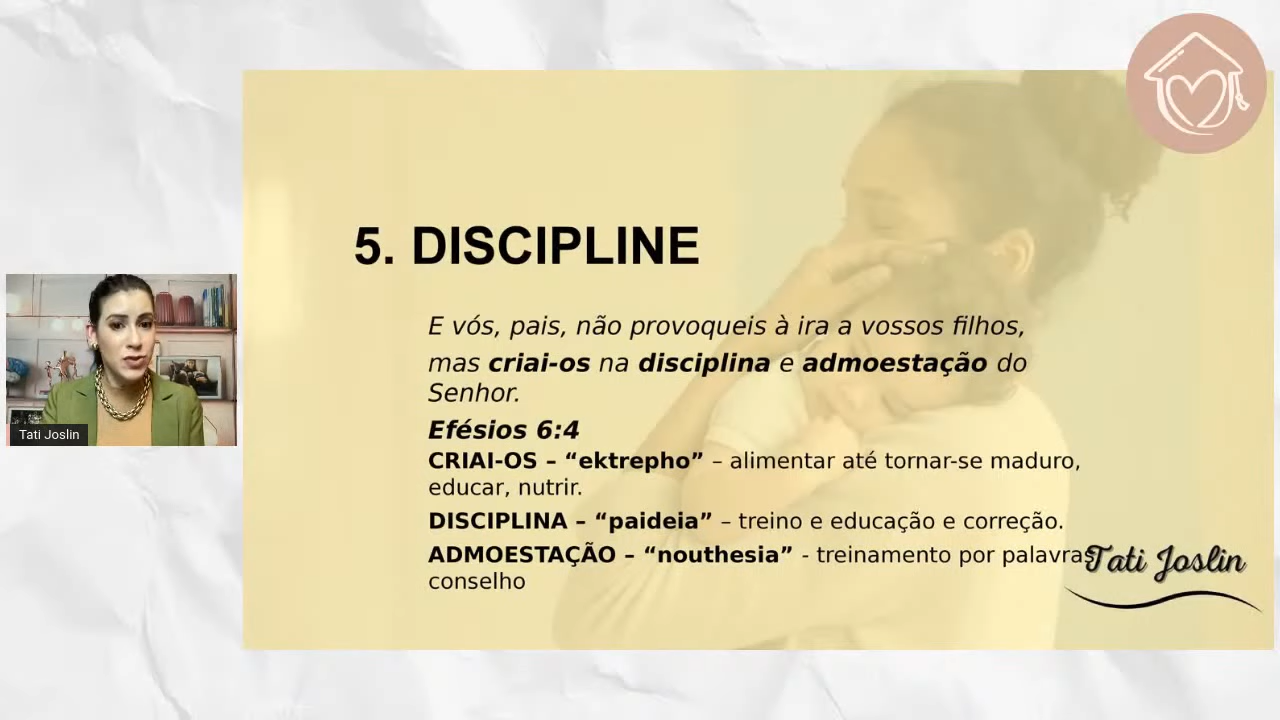 5. DISCIPLINE
E vós, pais, não provoqueis à ira a vossos filhos,
mas criai-os na disciplina e admoestação do
Senhor.
Efésios 6:4
CRIAI-OS – “ektrepho” – alimentar até tornar-se maduro,
educar, nutrir.
DISCIPLINA – “paideia” – treino e educação e correção.
ADMOESTAÇÃO – “nouthesia” - treinamento por palavras
conselho
Tati Joslin
Tati Joslin